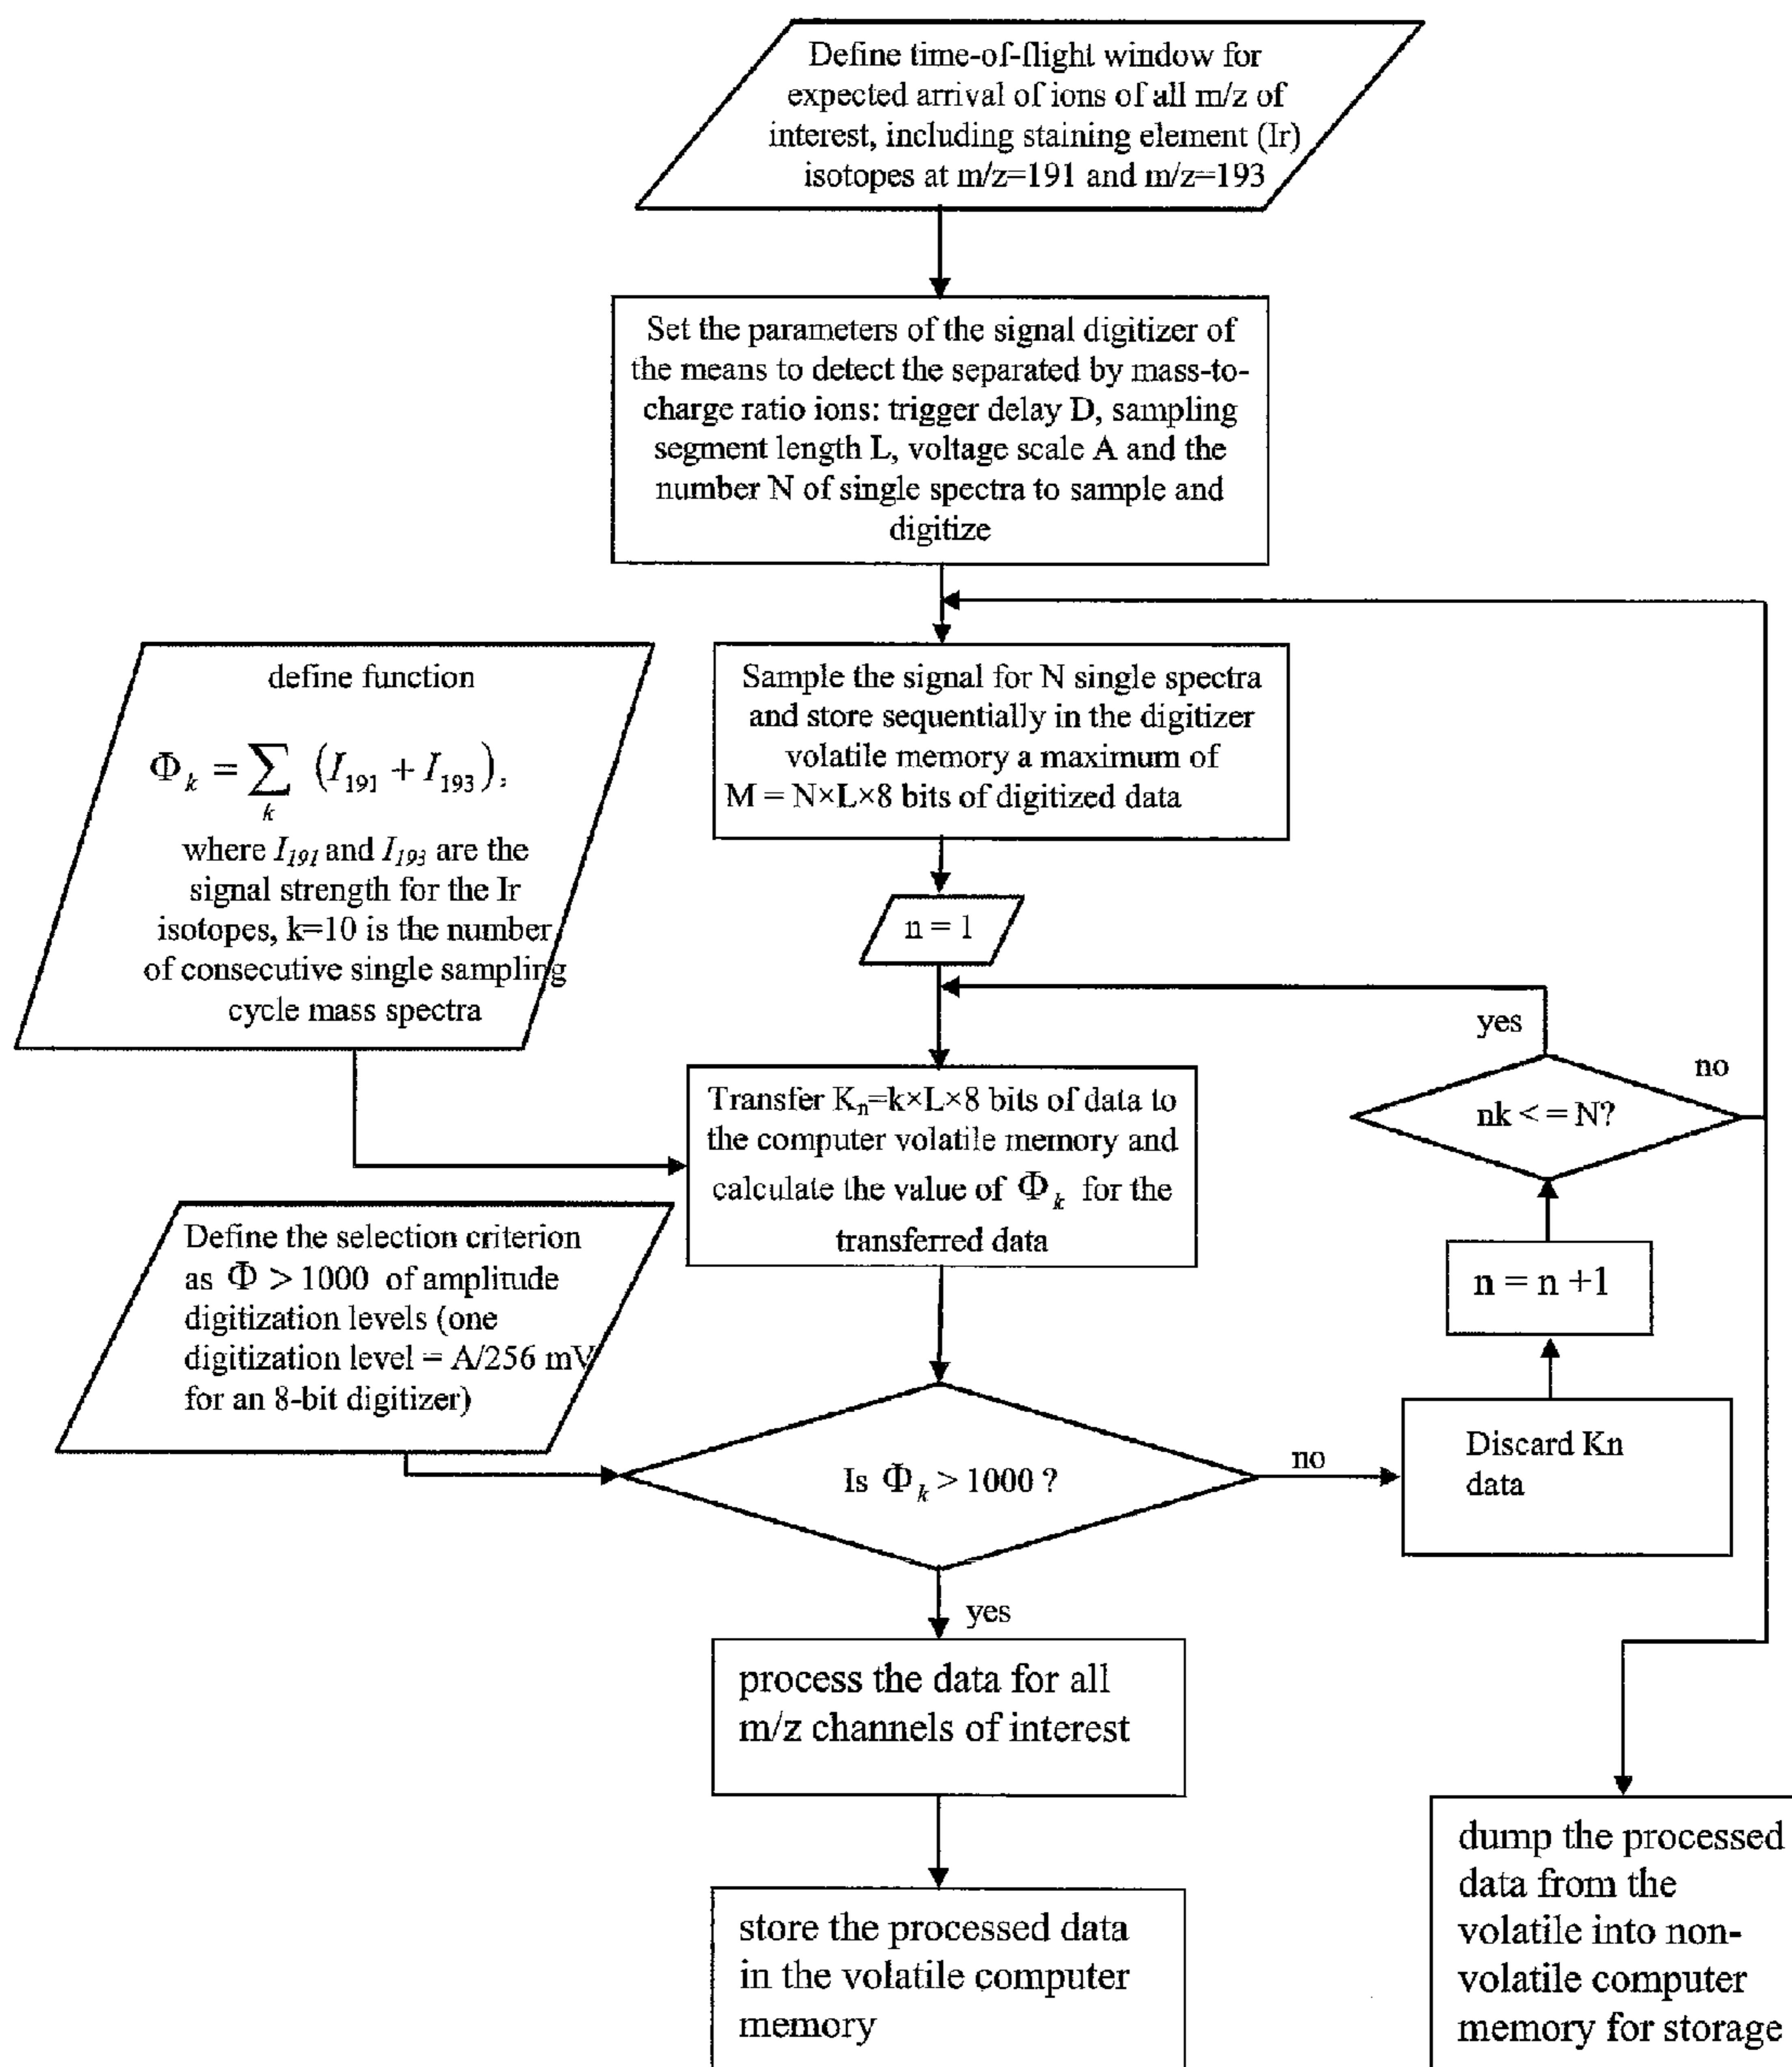 Define time-of-flight window for
expected arrival of ions of all m/z of
interest, including staining element (Ir)
isotopes at m/z=191 and m/z=193
Set the parameters of the signal digitizer of
the means to detect the separated by mass-to-
charge ratio ions: trigger delay D, sampling
segment length L, voltage scale A and the
number N of single spectra to sample and
digitize
define function
Φk = ∑k (I191 + I193),
where I191 and I193 are the
signal strength for the Ir
isotopes, k=10 is the number
of consecutive single sampling
cycle mass spectra
Sample the signal for N single spectra
and store sequentially in the digitizer
volatile memory a maximum of
M = N×L×8 bits of digitized data
n = 1
yes
no
nk < = N?
Transfer Kn=k×L×8 bits of data to
the computer volatile memory and
calculate the value of Φk for the
transferred data
Define the selection criterion
as Φ > 1000 of amplitude
digitization levels (one
digitization level = A/256 mV
for an 8-bit digitizer)
n = n +1
Is Φk > 1000 ?
no
Discard Kn
data
yes
process the data for all
m/z channels of interest
store the processed data
in the volatile computer
memory
dump the processed
data from the
volatile into non-
volatile computer
memory for storage